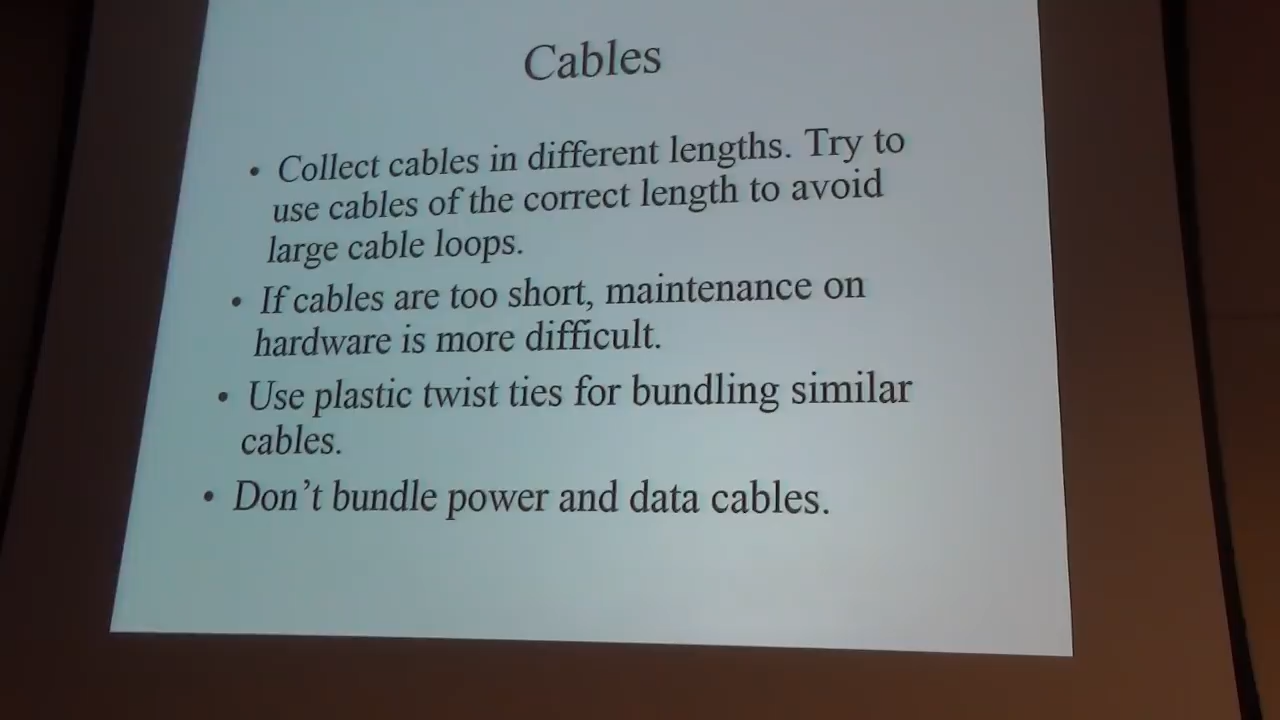 Cables
• Collect cables in different lengths. Try to
use cables of the correct length to avoid
large cable loops.
• If cables are too short, maintenance on
hardware is more difficult.
• Use plastic twist ties for bundling similar
cables.
• Don't bundle power and data cables.